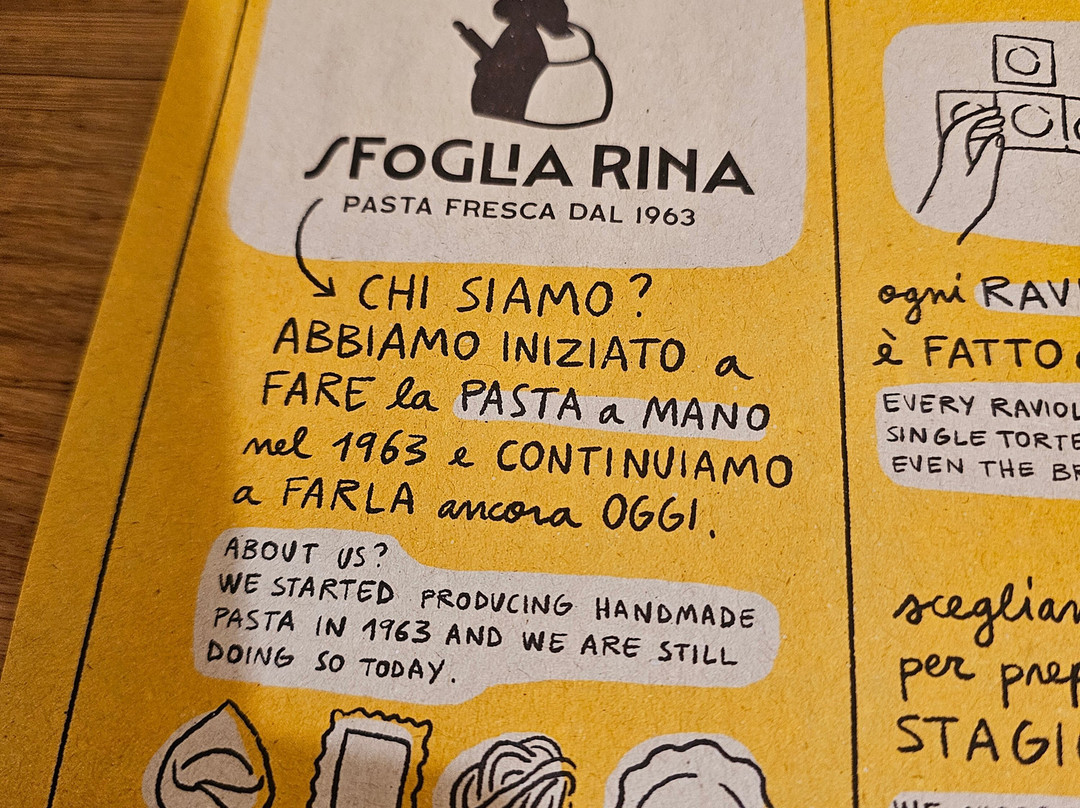 SFOGLIA RINA
PASTA FRESCA DAL 1963
CHI SIAMO?
ABBIAMO INIZIATO a
FARE la PASTA a MANO
nel 1963 e CONTINUIAMO
a FARLA ancora OGGI.
ABOUT US?
WE STARTED PRODUCING HANDMADE
PASTA IN 1963 AND WE ARE STILL
DOING SO TODAY.
ogni
è FATTO
EVERY
SINGLE
EVEN THE
per